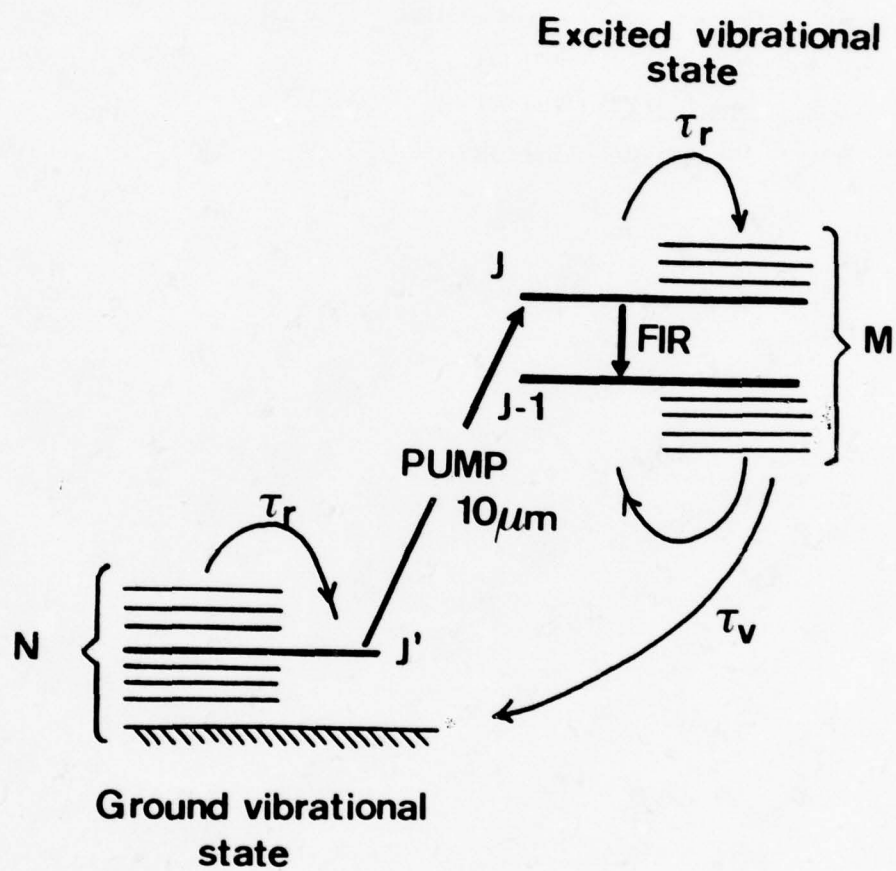 Excited vibrational
state
τr
J
FIR
M
J-1
PUMP
10μm
τr
N
J'
τv
Ground vibrational
state